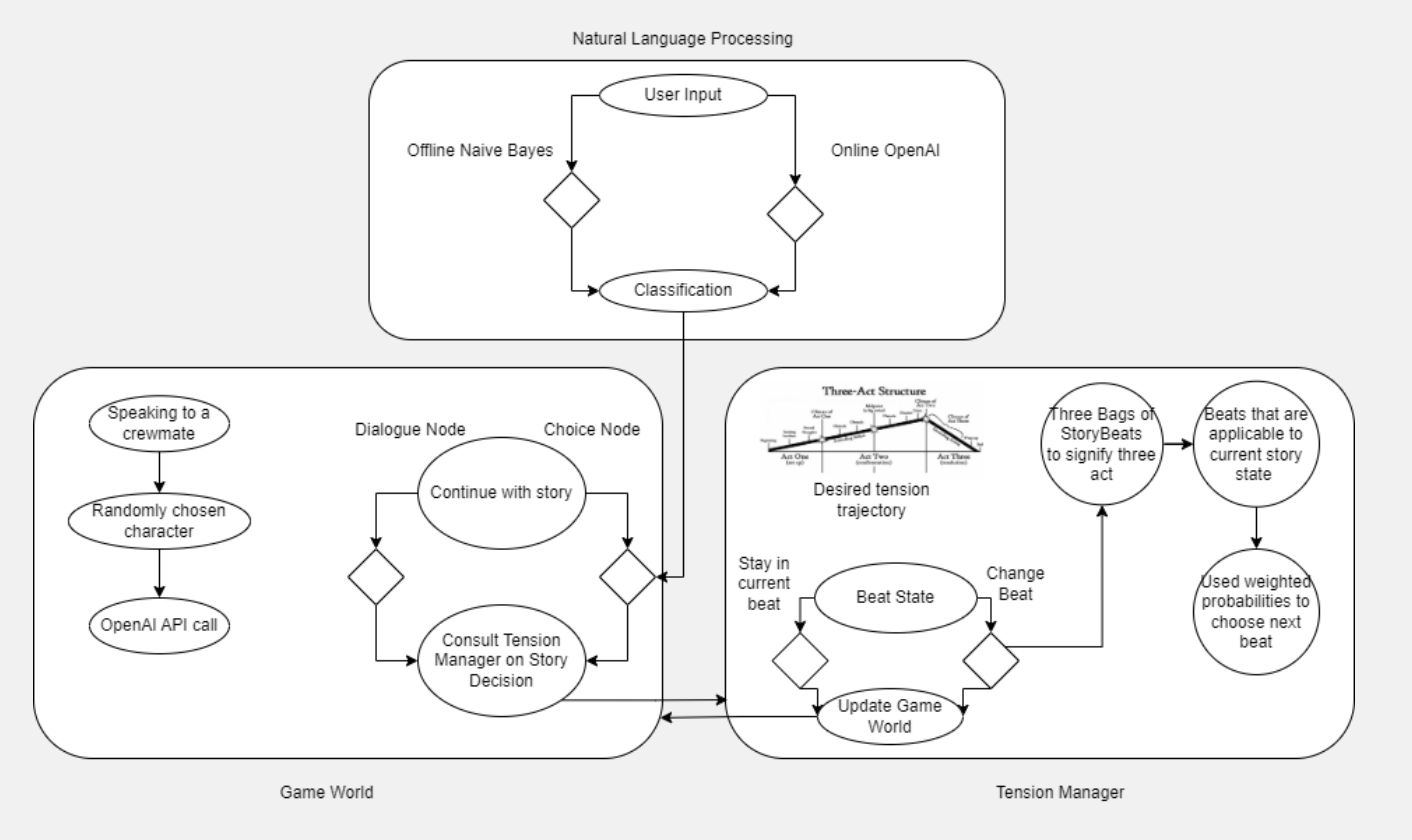 Natural Language Processing
User Input
Offline Naive Bayes
Online OpenAI
Classification
Speaking to a
crewmate
Randomly chosen
character
OpenAI API call
Dialogue Node
Choice Node
Continue with story
Consult Tension
Manager on Story
Decision
Game World
Three-Act Structure
Act One
Act Two
Act Three
Desired tension
trajectory
Three Bags of
StoryBeats
to signify three
act
Beats that are
applicable to
current story
state
Stay in
current
beat
Beat State
Change
Beat
Used weighted
probabilities to
choose next
beat
Update Game
World
Tension Manager